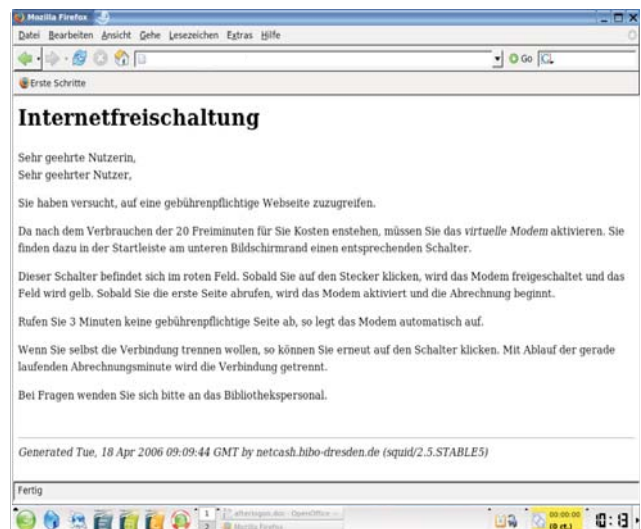 Mozilla Firefox
Datei Bearbeiten Ansicht Gehe Lesezeichen Extras Hilfe
Go
Erste Schritte
Internetfreischaltung
Sehr geehrte Nutzerin,
Sehr geehrter Nutzer,
Sie haben versucht, auf eine gebührenpflichtige Webseite zuzugreifen.
Da nach dem Verbrauchen der 20 Freiminuten für Sie Kosten enstehen, müssen Sie das virtuelle Modem aktivieren. Sie
finden dazu in der Startleiste am unteren Bildschirmrand einen entsprechenden Schalter.
Dieser Schalter befindet sich im roten Feld. Sobald Sie auf den Stecker klicken, wird das Modem freigeschaltet und das
Feld wird gelb. Sobald Sie die erste Seite abrufen, wird das Modem aktiviert und die Abrechnung beginnt.
Rufen Sie 3 Minuten keine gebührenpflichtige Seite ab, so legt das Modem automatisch auf.
Wenn Sie selbst die Verbindung trennen wollen, so können Sie erneut auf den Schalter klicken. Mit Ablauf der gerade
laufenden Abrechnungsminute wird die Verbindung getrennt.
Bei Fragen wenden Sie sich bitte an das Bibliothekspersonal.
Generated Tue, 18 Apr 2006 09:09:44 GMT by netcash.bibo-dresden.de (squid/2.5.STABLE5)
Fertig
1 - OpenOffice
2 Mozilla Firefox
00:00:00
(0 ct.)